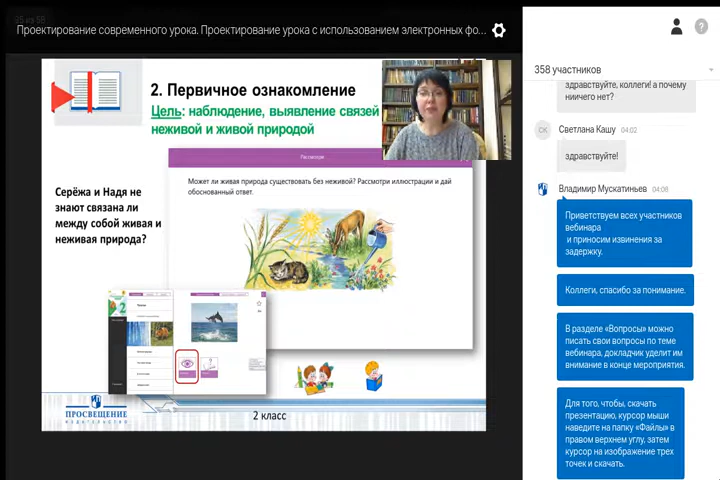 35 из 58
Проектирование современного урока. Проектирование урока с использованием электронных фо...
2. Первичное ознакомление
Цель: наблюдение, выявление связей
неживой и живой природой
Рассмотри
Может ли живая природа существовать без неживой? Рассмотри иллюстрации и дай
обоснованный ответ.
Серёжа и Надя не
знают связана ли
между собой живая и
неживая природа?
2
ПРОСВЕЩЕНИЕ
ИЗДАТЕЛЬСТВО
2 класс
?
358 участников
здравствуйте, коллеги! а почему
ниичего нет?
СК
Светлана Кашу 04:02
здравствуйте!
Владимир Мускатиньев 04:08
Приветствуем всех участников
вебинара
и приносим извинения за
задержку.
Коллеги, спасибо за понимание.
В разделе «Вопросы» можно
писать свои вопросы по теме
вебинара, докладчик уделит им
внимание в конце мероприятия.
Для того, чтобы, скачать
презентацию, курсор мыши
наведите на папку «Файлы» в
правом верхнем углу, затем
курсор на изображение трех
точек и скачать.